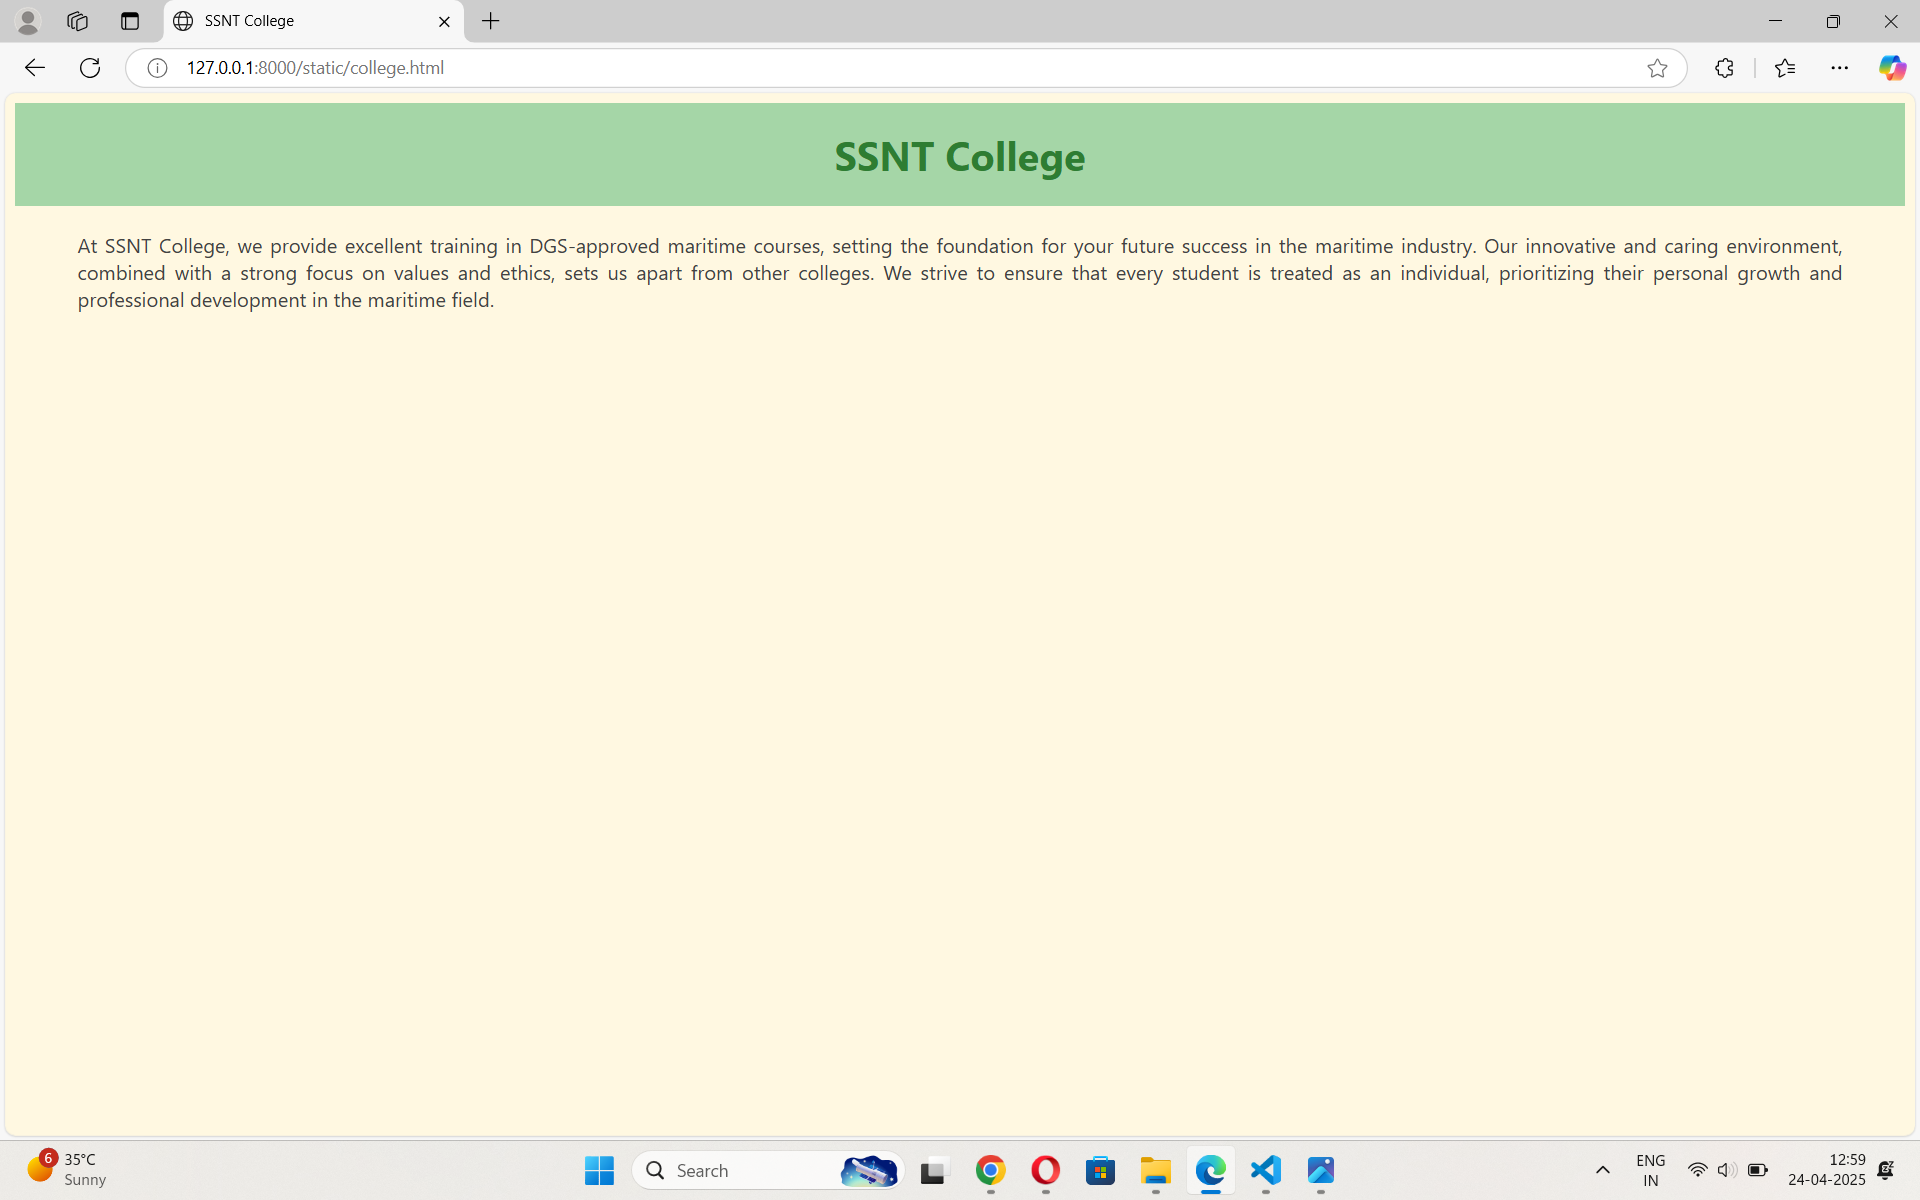 SSNT College
127.0.0.1:8000/static/college.html
SSNT College
At SSNT College, we provide excellent training in DGS-approved maritime courses, setting the foundation for your future success in the maritime industry. Our innovative and caring environment,
combined with a strong focus on values and ethics, sets us apart from other colleges. We strive to ensure that every student is treated as an individual, prioritizing their personal growth and
professional development in the maritime field.
6
35°C
Sunny
Search
ENG
IN
12:59
24-04-2025